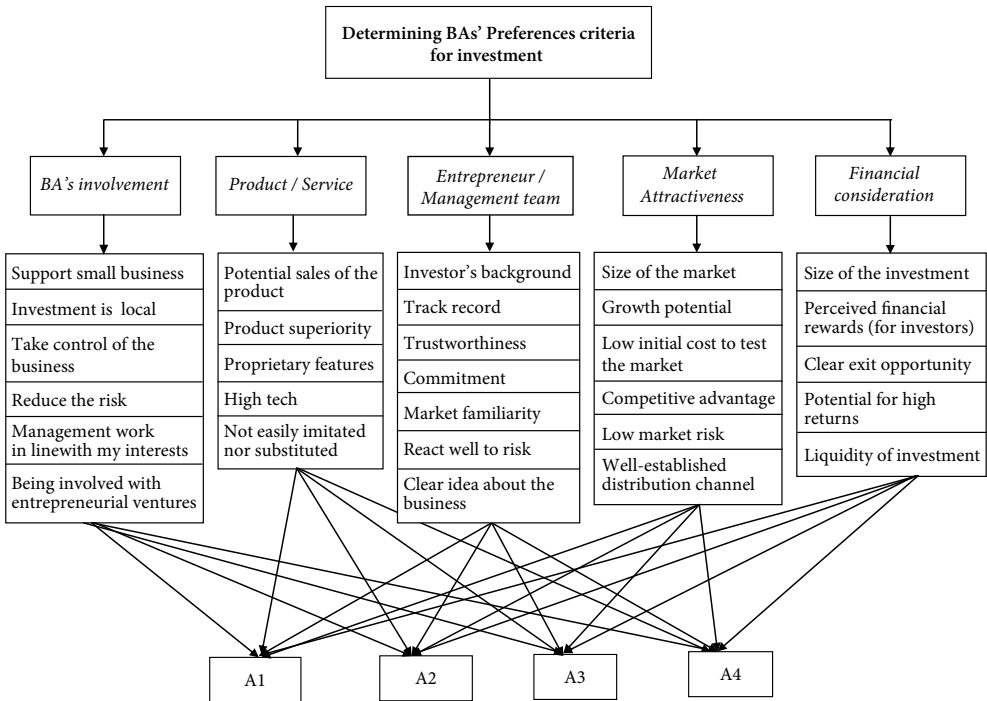 Determining BAs' Preferences criteria
for investment
BA's involvement
Product / Service
Entrepreneur /
Management team
Market
Attractiveness
Financial
consideration
Support small business
Investment is local
Take control of the
business
Reduce the risk
Management work
in linewith my interests
Being involved with
entrepreneurial ventures
Potential sales of the
product
Product superiority
Proprietary features
High tech
Not easily imitated
nor substituted
Investor's background
Track record
Trustworthiness
Commitment
Market familiarity
React well to risk
Clear idea about the
business
Size of the market
Growth potential
Low initial cost to test
the market
Competitive advantage
Low market risk
Well-established
distribution channel
Size of the investment
Perceived financial
rewards (for investors)
Clear exit opportunity
Potential for high
returns
Liquidity of investment
A1
A2
A3
A4